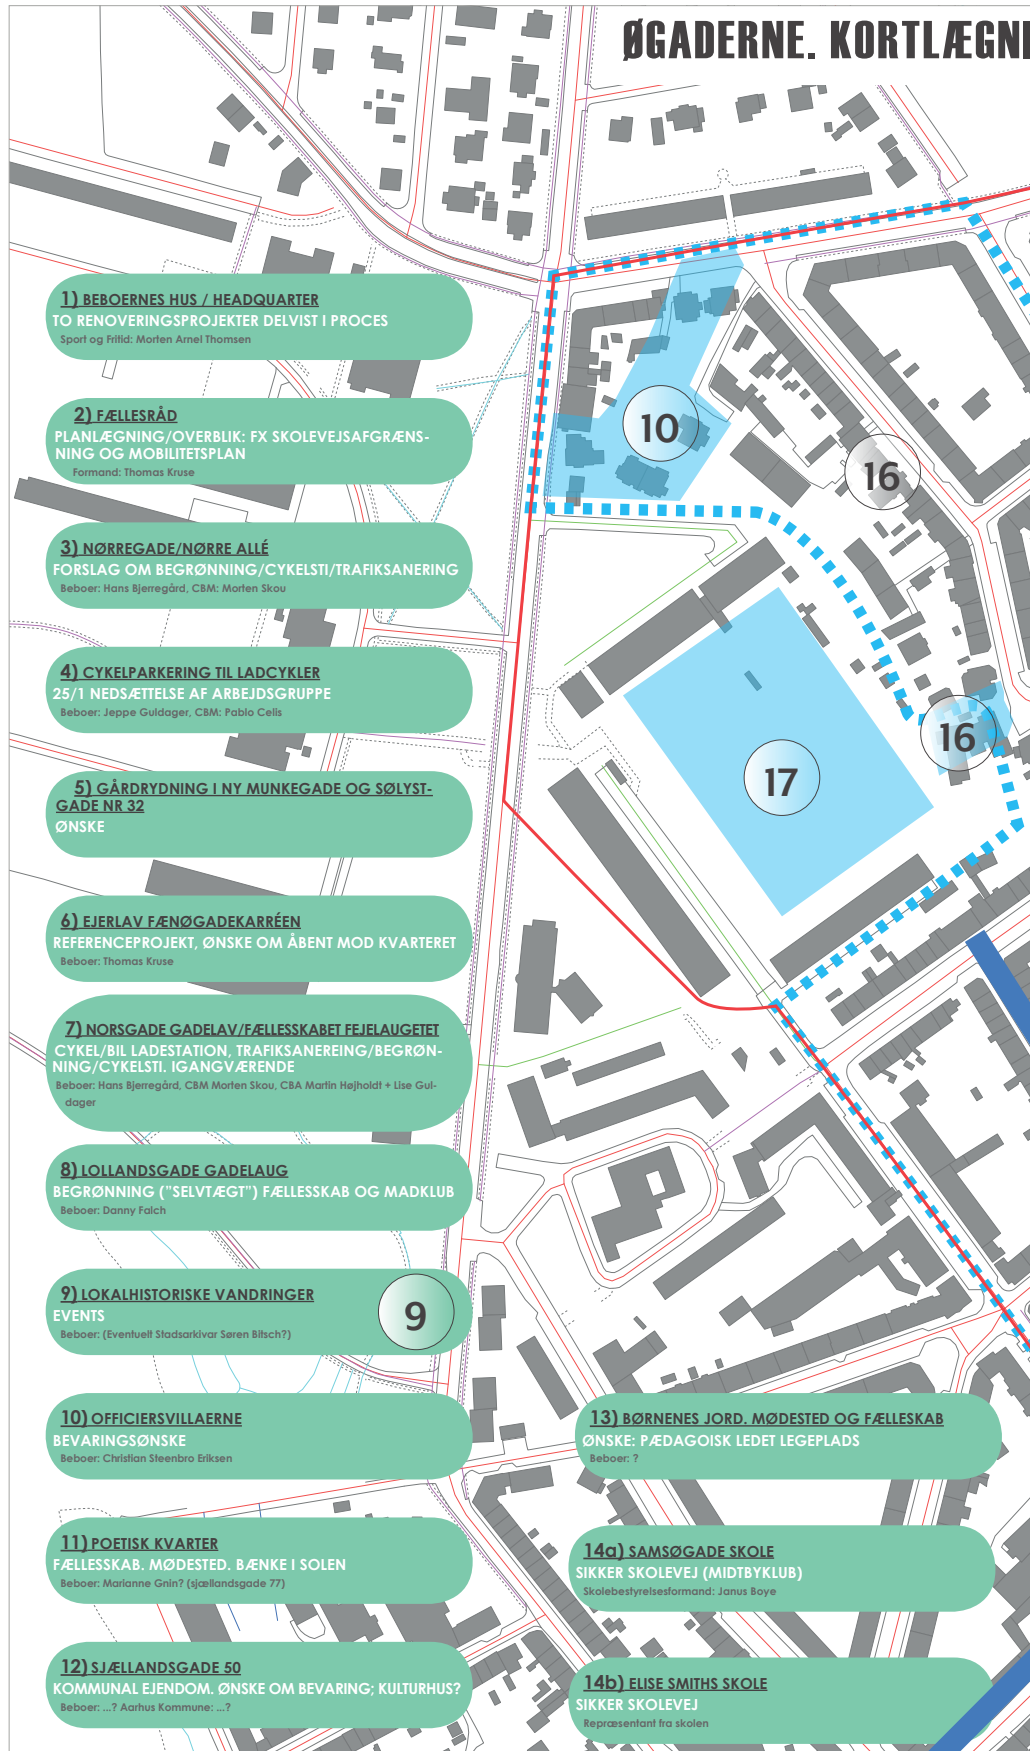 ØGADERNE. KORTLÆGNI
1) BEBOERNES HUS / HEADQUARTER
TO RENOVERINGSPROJEKTER DELVIST I PROCES
Sport og Fritid: Morten Arnel Thomsen
2) FÆLLESRÅD
PLANLÆGNING/OVERBLIK: FX SKOLEVEJSAFGRÆNS-
NING OG MOBILITETSPLAN
Formand: Thomas Kruse
3) NØRREGADE/NØRRE ALLÉ
FORSLAG OM BEGRØNNING/CYKELSTI/TRAFIKSANERING
Beboer: Hans Bjerregård, CBM: Morten Skou
4) CYKELPARKERING TIL LADCYKLER
25/1 NEDSÆTTELSE AF ARBEJDSGRUPPE
Beboer: Jeppe Guldager, CBM: Pablo Celis
5) GÅRDRYDNING I NY MUNKEGADE OG SØLYST-
GADE NR 32
ØNSKE
6) EJERLAV FÆNØGADEKARRÉEN
REFERENCEPROJEKT, ØNSKE OM ÅBENT MOD KVARTERET
Beboer: Thomas Kruse
7) NORSGADE GADELAV/FÆLLESSKABET FEJELAUGETET
CYKEL/BIL LADESTATION, TRAFIKSANEREING/BEGRØN-
NING/CYKELSTI. IGANGVÆRENDE
Beboer: Hans Bjerregård, CBM Morten Skou, CBA Martin Højholdt + Lise Gul-
dager
8) LOLLANDSGADE GADELAUG
BEGRØNNING ("SELVTÆGT") FÆLLESSKAB OG MADKLUB
Beboer: Danny Falch
9) LOKALHISTORISKE VANDRINGER
EVENTS
Beboer: (Eventuelt Stadsarkivar Søren Bitsch?)
9
10) OFFICIERSVILLAERNE
BEVARINGSØNSKE
Beboer: Christian Steenbro Eriksen
11) POETISK KVARTER
FÆLLESSKAB. MØDESTED. BÆNKE I SOLEN
Beboer: Marianne Gnin? (sjællandsgade 77)
12) SJÆLLANDSGADE 50
KOMMUNAL EJENDOM. ØNSKE OM BEVARING; KULTURHUS?
Beboer: ...? Aarhus Kommune: ...?
13) BØRNENES JORD. MØDESTED OG FÆLLESKAB
ØNSKE: PÆDAGOISK LEDET LEGEPLADS
Beboer: ?
14a) SAMSØGADE SKOLE
SIKKER SKOLEVEJ (MIDTBYKLUB)
Skolebestyrelsesformand: Janus Boye
14b) ELISE SMITHS SKOLE
SIKKER SKOLEVEJ
Repræsentant fra skolen
10
16
16
17